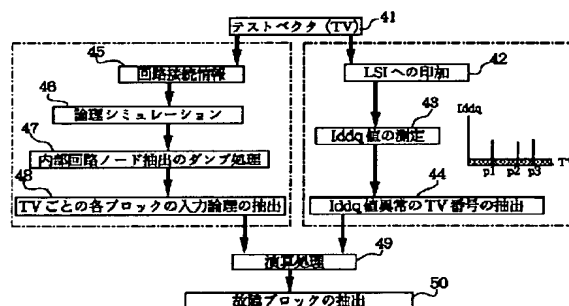 テストベクタ（TV）
41
45
回路接続情報
46
論理シミュレーション
47
内部回路ノード抽出のダンプ処理
48
TVごとの各ブロックの入力論理の抽出
LSIへの印加
42
Iddq値の測定
43
Iddq
p1 p2 p3
44
Iddq値異常のTV番号の抽出
49
演算処理
50
故障ブロックの抽出